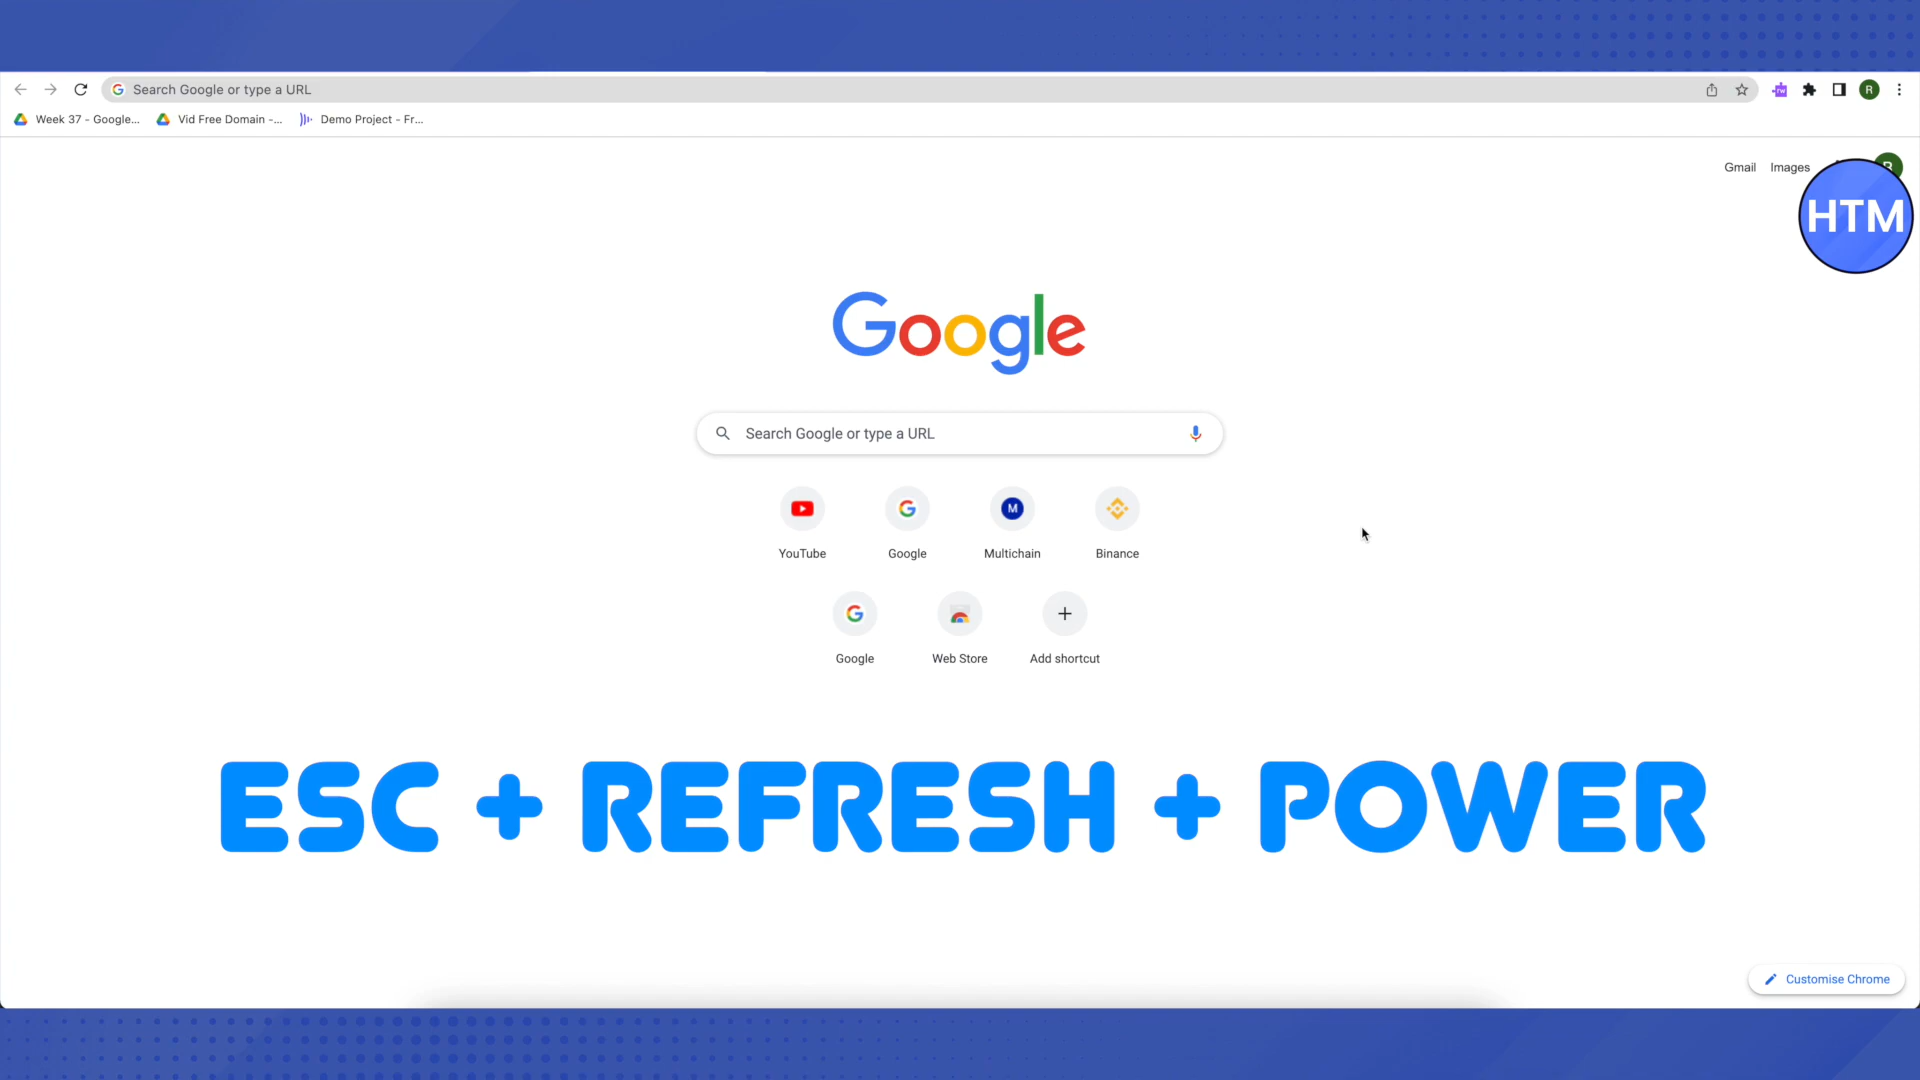 Search Google or type a URL
R
Week 37 - Google...
Vid Free Domain -...
Demo Project - Fr...
Gmail
Images
HTM
Google
Search Google or type a URL
M
YouTube
Google
Multichain
Binance
Google
Web Store
Add shortcut
ESC + REFRESH + POWER
Customise Chrome